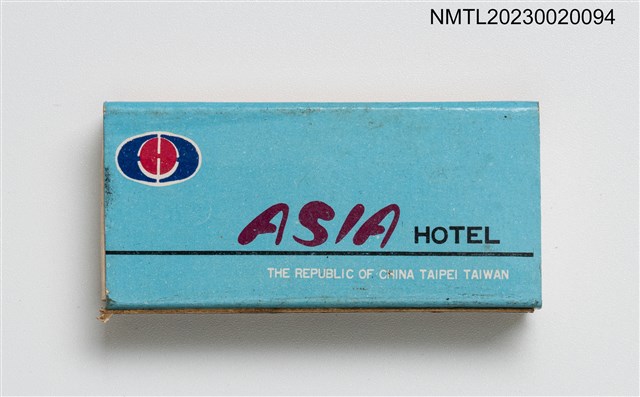 NMTL20230020094
ASIA HOTEL
THE REPUBLIC OF CHINA TAIPEI TAIWAN